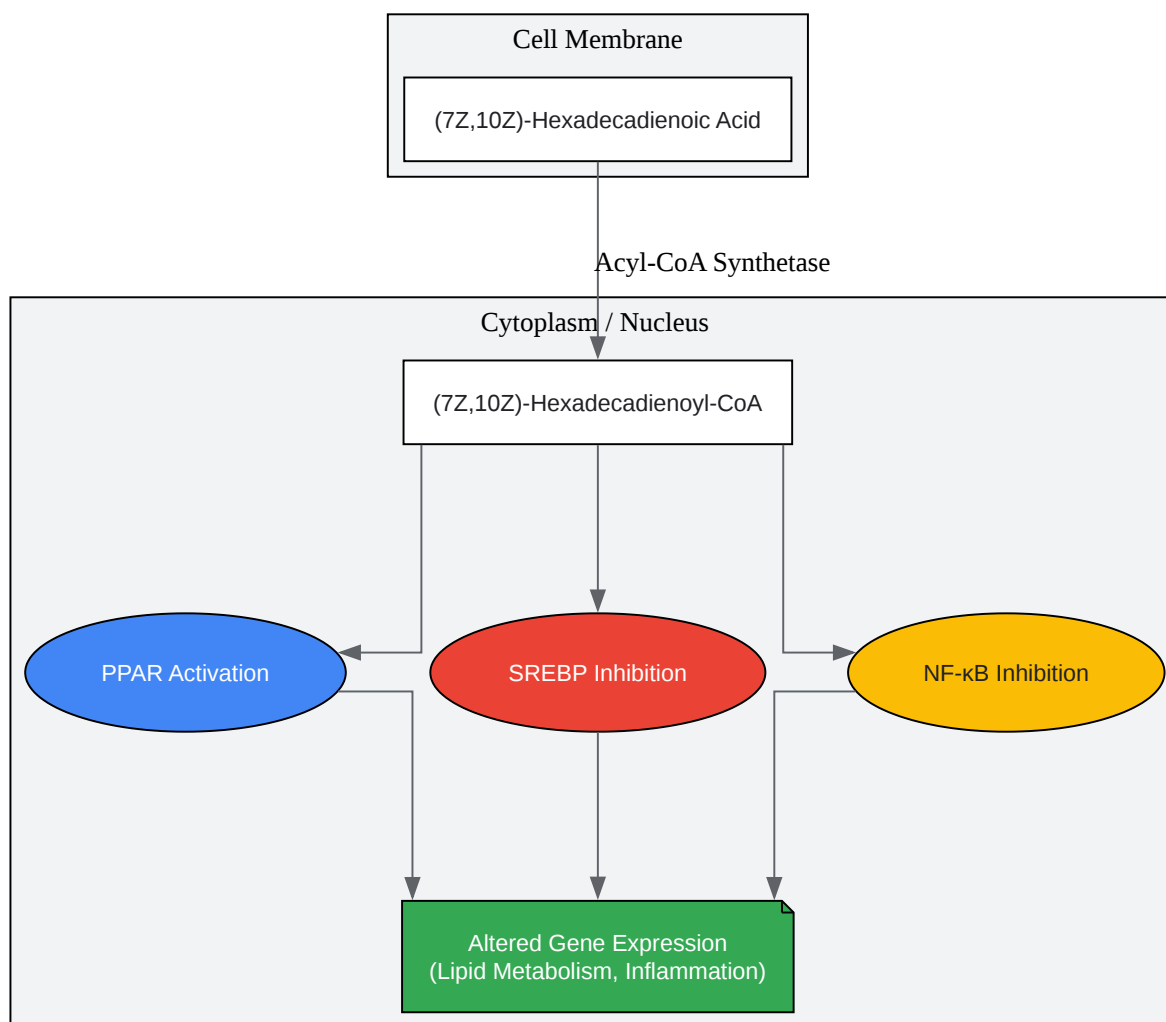 Cell Membrane
(7Z,10Z)-Hexadecadienoic Acid
Acyl-CoA Synthetase
Cytoplasm / Nucleus
(7Z,10Z)-Hexadecadienoyl-CoA
PPAR Activation
SREBP Inhibition
NF-κB Inhibition
Altered Gene Expression
(Lipid Metabolism, Inflammation)